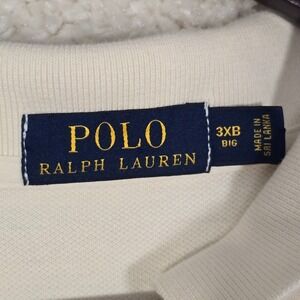 POLO
RALPH LAUREN
3XB
BIG
MADE IN
SRI LANKA